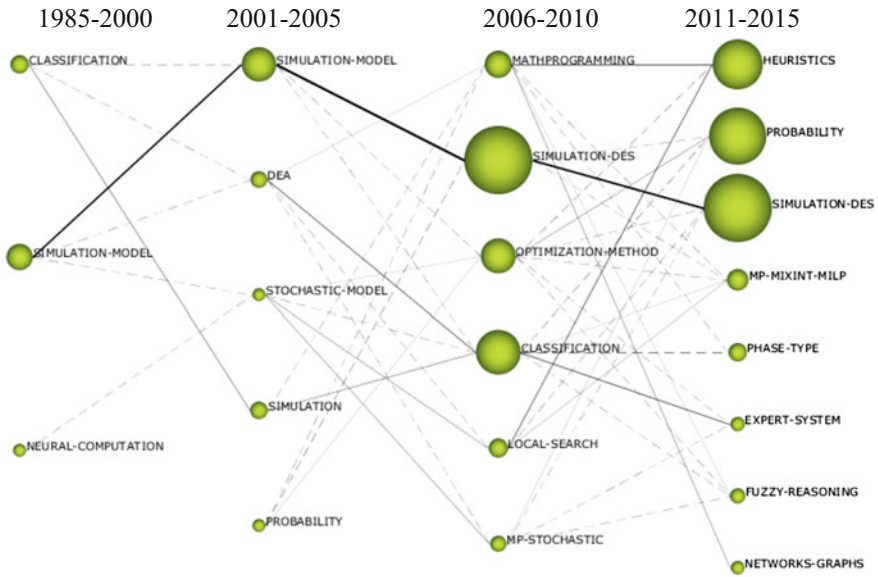 1985-2000 2001-2005 2006-2010 2011-2015
CLASSIFICATION
SIMULATION-MODEL
NEURAL-COMPUTATION
SIMULATION-MODEL
DEA
STOCHASTIC-MODEL
SIMULATION
PROBABILITY
MATHPROGRAMMING
SIMULATION-DES
OPTIMIZATION-METHOD
CLASSIFICATION
LOCAL-SEARCH
MP-STOCHASTIC
HEURISTICS
PROBABILITY
SIMULATION-DES
MP-MIXINT-MILP
PHASE-TYPE
EXPERT-SYSTEM
FUZZY-REASONING
NETWORKS-GRAPHS